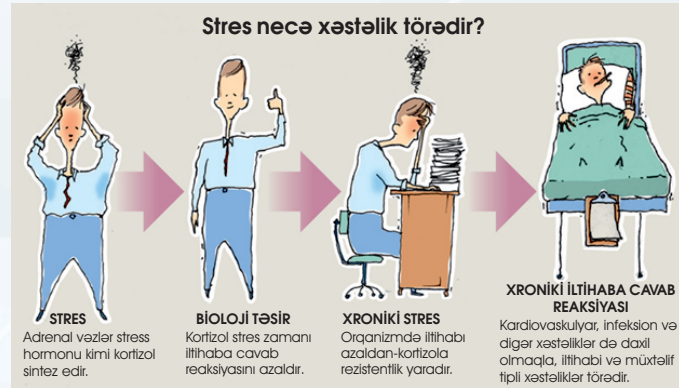 Stres necə xəstəlik törədir?
STRES
Adrenal vəzlər stress
hormonu kimi kortizol
sintez edir.
BİOLOJİ TƏSİR
Kortizol stres zamanı
iltihaba cavab
reaksiyasını azaldır.
XRONİKİ STRES
Orqanizmdə iltihabı
azaldan-kortizola
rezistentlik yaradır.
XRONİKİ İLTİHABA CAVAB
REAKSİYASI
Kardiovaskulyar, infeksion və
digər xəstəliklər də daxil
olmaqla, iltihabi və müxtəlif
tipli xəstəliklər törədir.